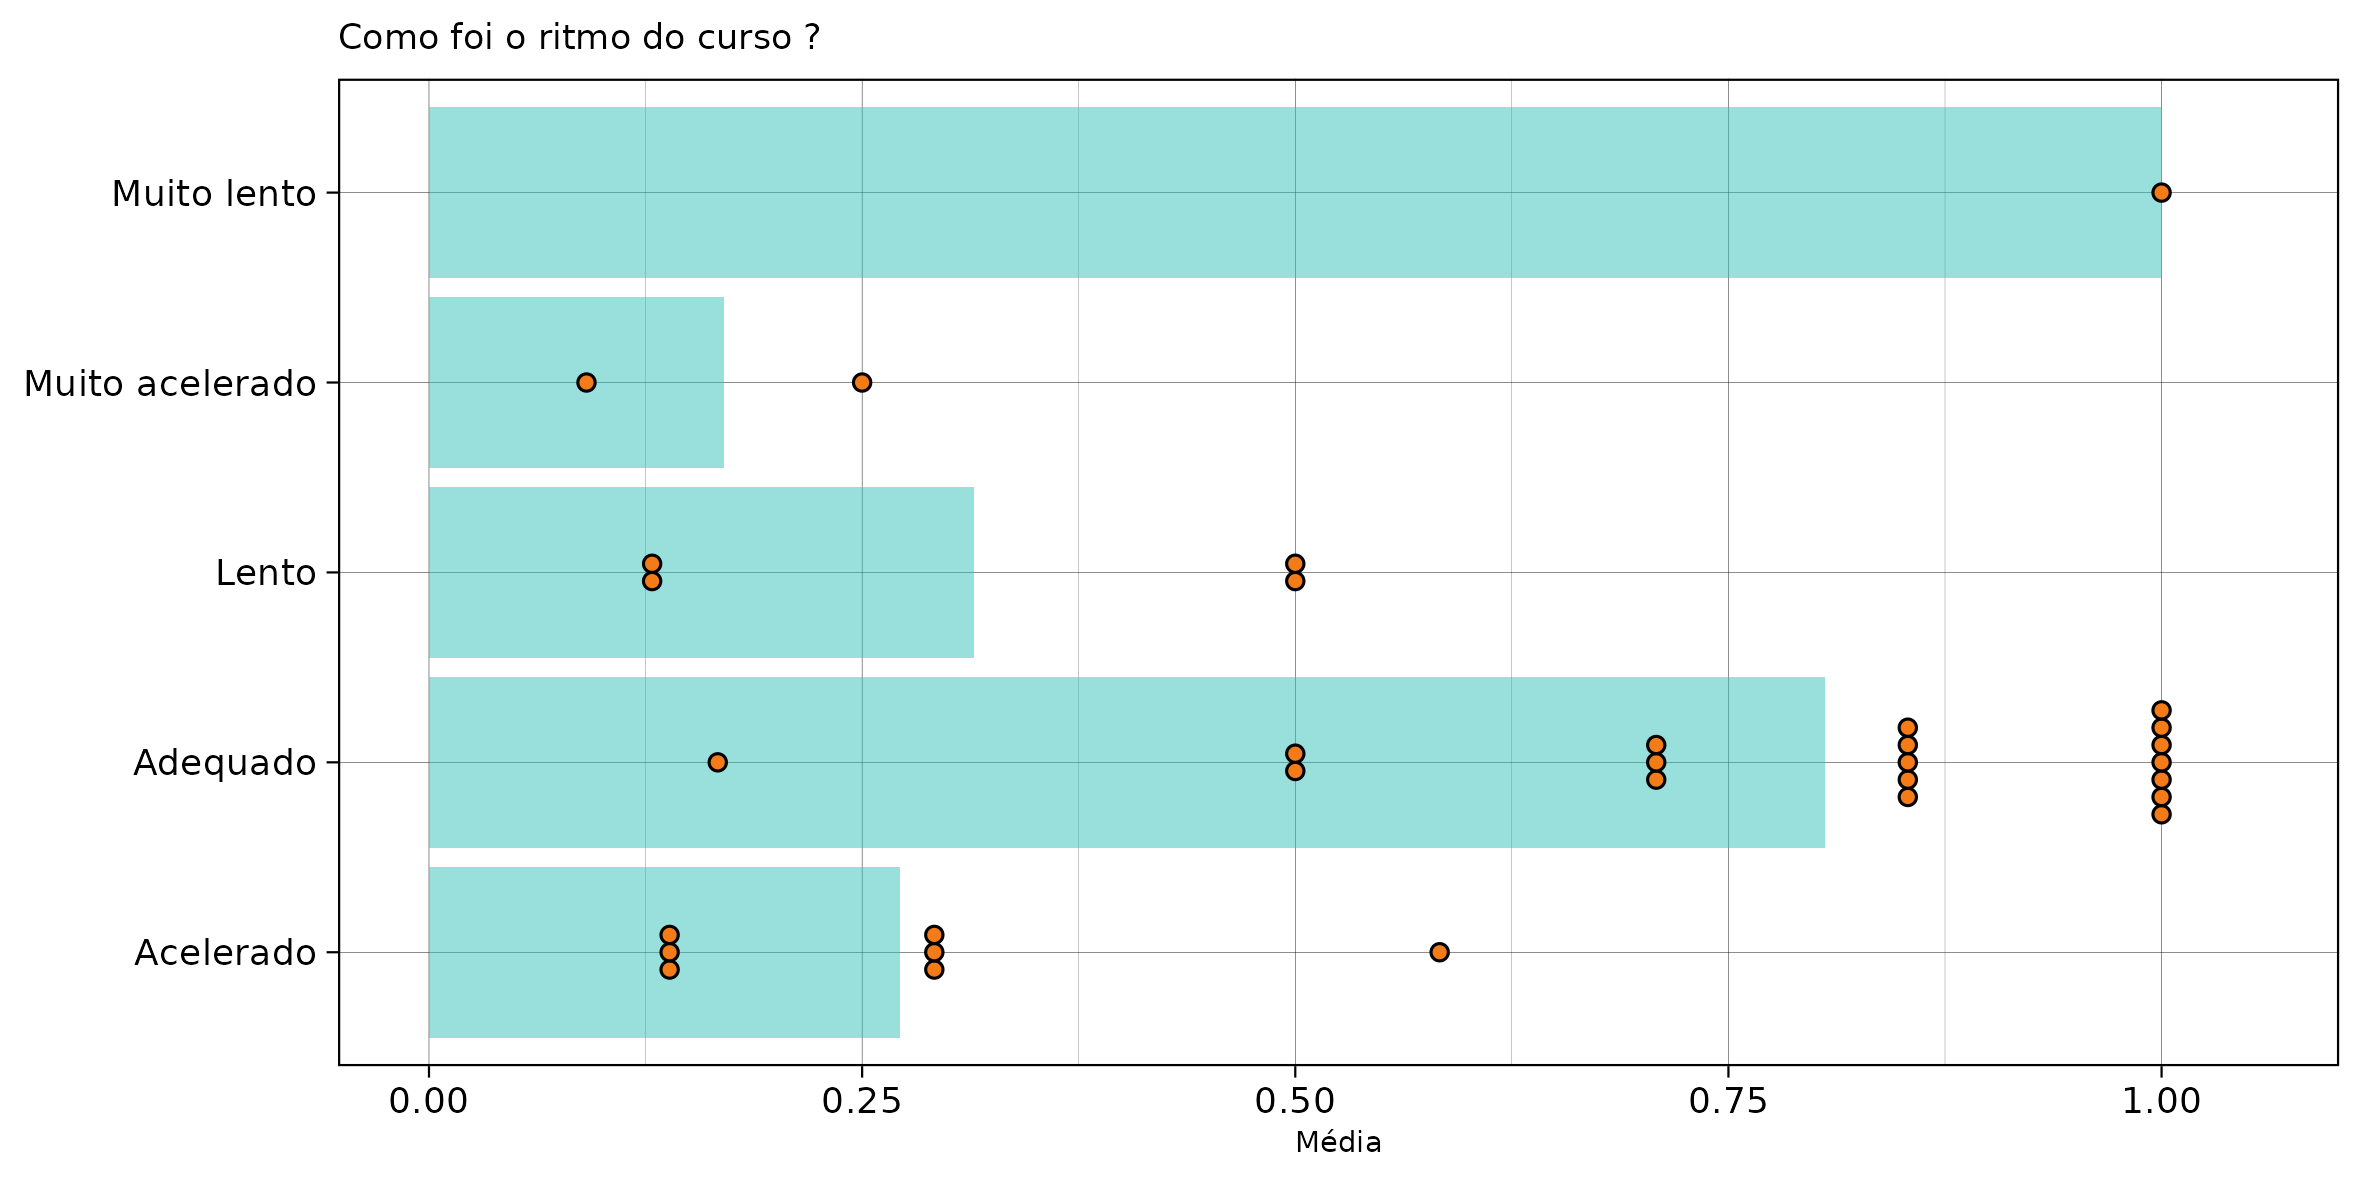 Como foi o ritmo do curso ?
Muito lento
Muito acelerado
Lento
Adequado
Acelerado
0.00 0.25 0.50 0.75 1.00
Média